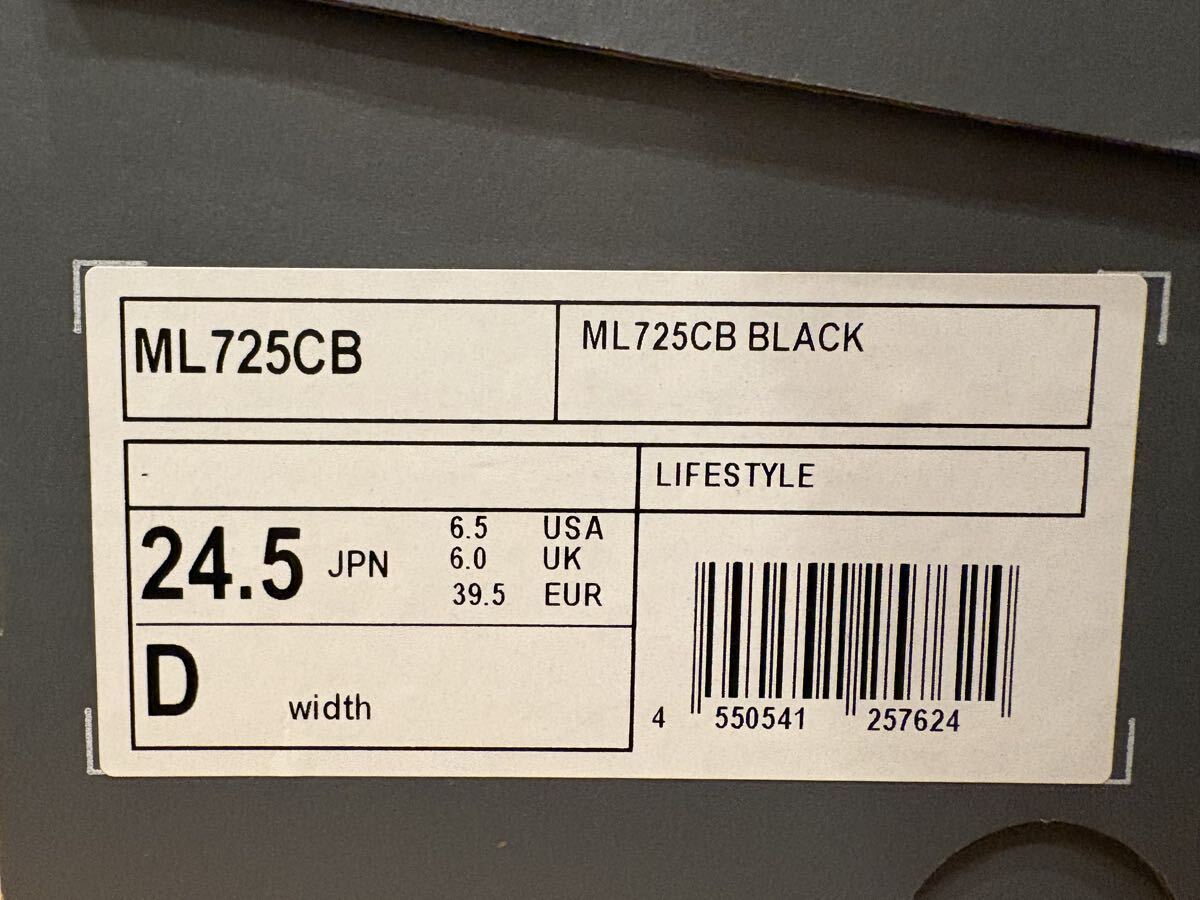 ML725CB
ML725CB BLACK
-
LIFESTYLE
24.5 JPN
6.5 USA
6.0 UK
39.5 EUR
D width
4 550541 257624